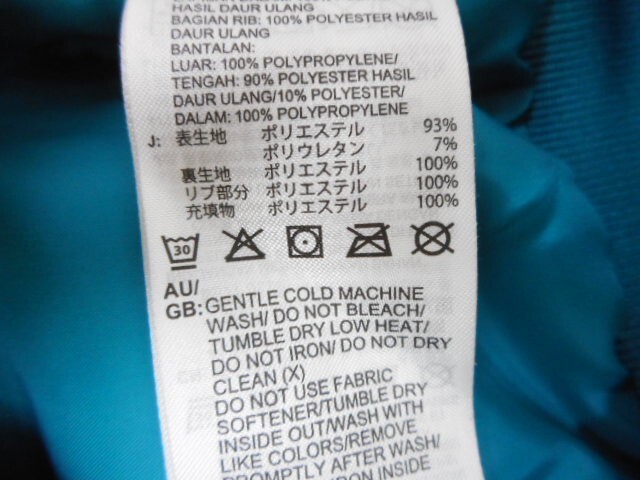 BAGIAN RIB: 100% POLYESTER HASIL
DAUR ULANG
BANTALAN:
LUAR: 100% POLYPROPYLENE/
TENGAH: 90% POLYESTER HASIL
DAUR ULANG/10% POLYESTER/
DALAM: 100% POLYPROPYLENE
J: 表生地 ポリエステル 93%
ポリウレタン 7%
裏生地 ポリエステル 100%
リブ部分 ポリエステル 100%
充填物 ポリエステル 100%
30
AU/
GB: GENTLE COLD MACHINE
WASH/ DO NOT BLEACH/
TUMBLE DRY LOW HEAT/
DO NOT IRON/ DO NOT DRY
CLEAN (X)
DO NOT USE FABRIC
SOFTENER/TUMBLE DRY
INSIDE OUT/WASH WITH
LIKE COLORS/REMOVE
PROMPTLY AFTER WASH/
IRON INSIDE